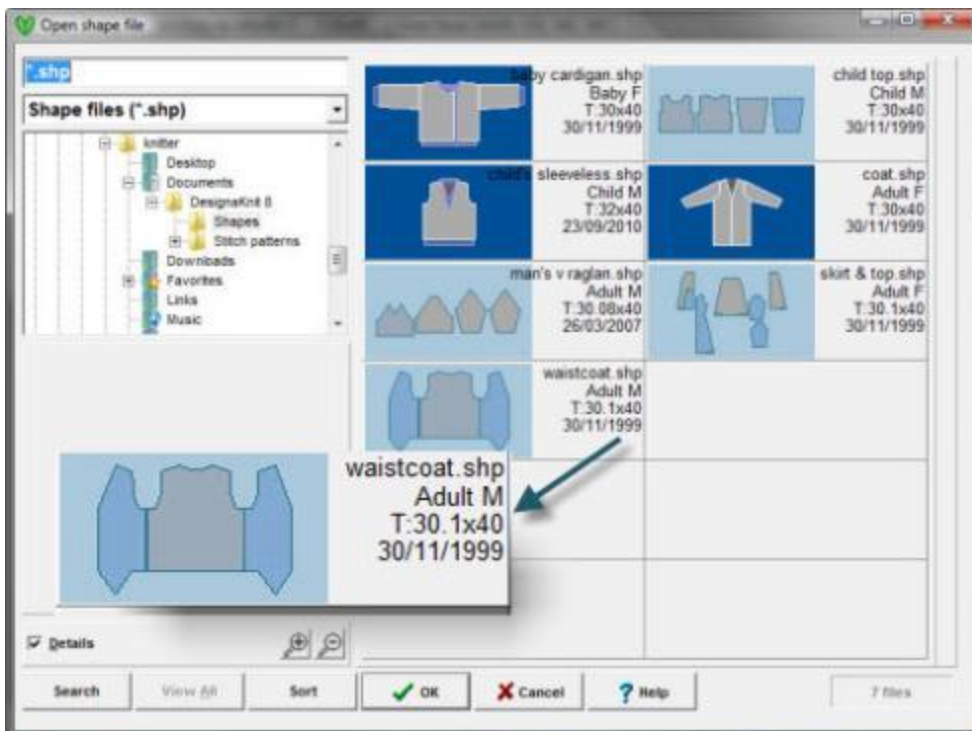 Open shape file
*.shp
Shape files (*.shp)
knitter
Desktop
Documents
DesignaKnit 8
Shapes
Stitch patterns
Downloads
Favorites
Links
Music
baby cardigan.shp
Baby F
T:30x40
30/11/1999
child top.shp
Child M
T:30x40
30/11/1999
child's sleeveless.shp
Child M
T:32x40
23/09/2010
coat.shp
Adult F
T:30x40
30/11/1999
man's v raglan.shp
Adult M
T:30.08x40
26/03/2007
skirt & top.shp
Adult F
T:30.1x40
30/11/1999
waistcoat.shp
Adult M
T:30.1x40
30/11/1999
waistcoat.shp
Adult M
T:30.1x40
30/11/1999
Details
Search
View All
Sort
OK
Cancel
Help
7 files